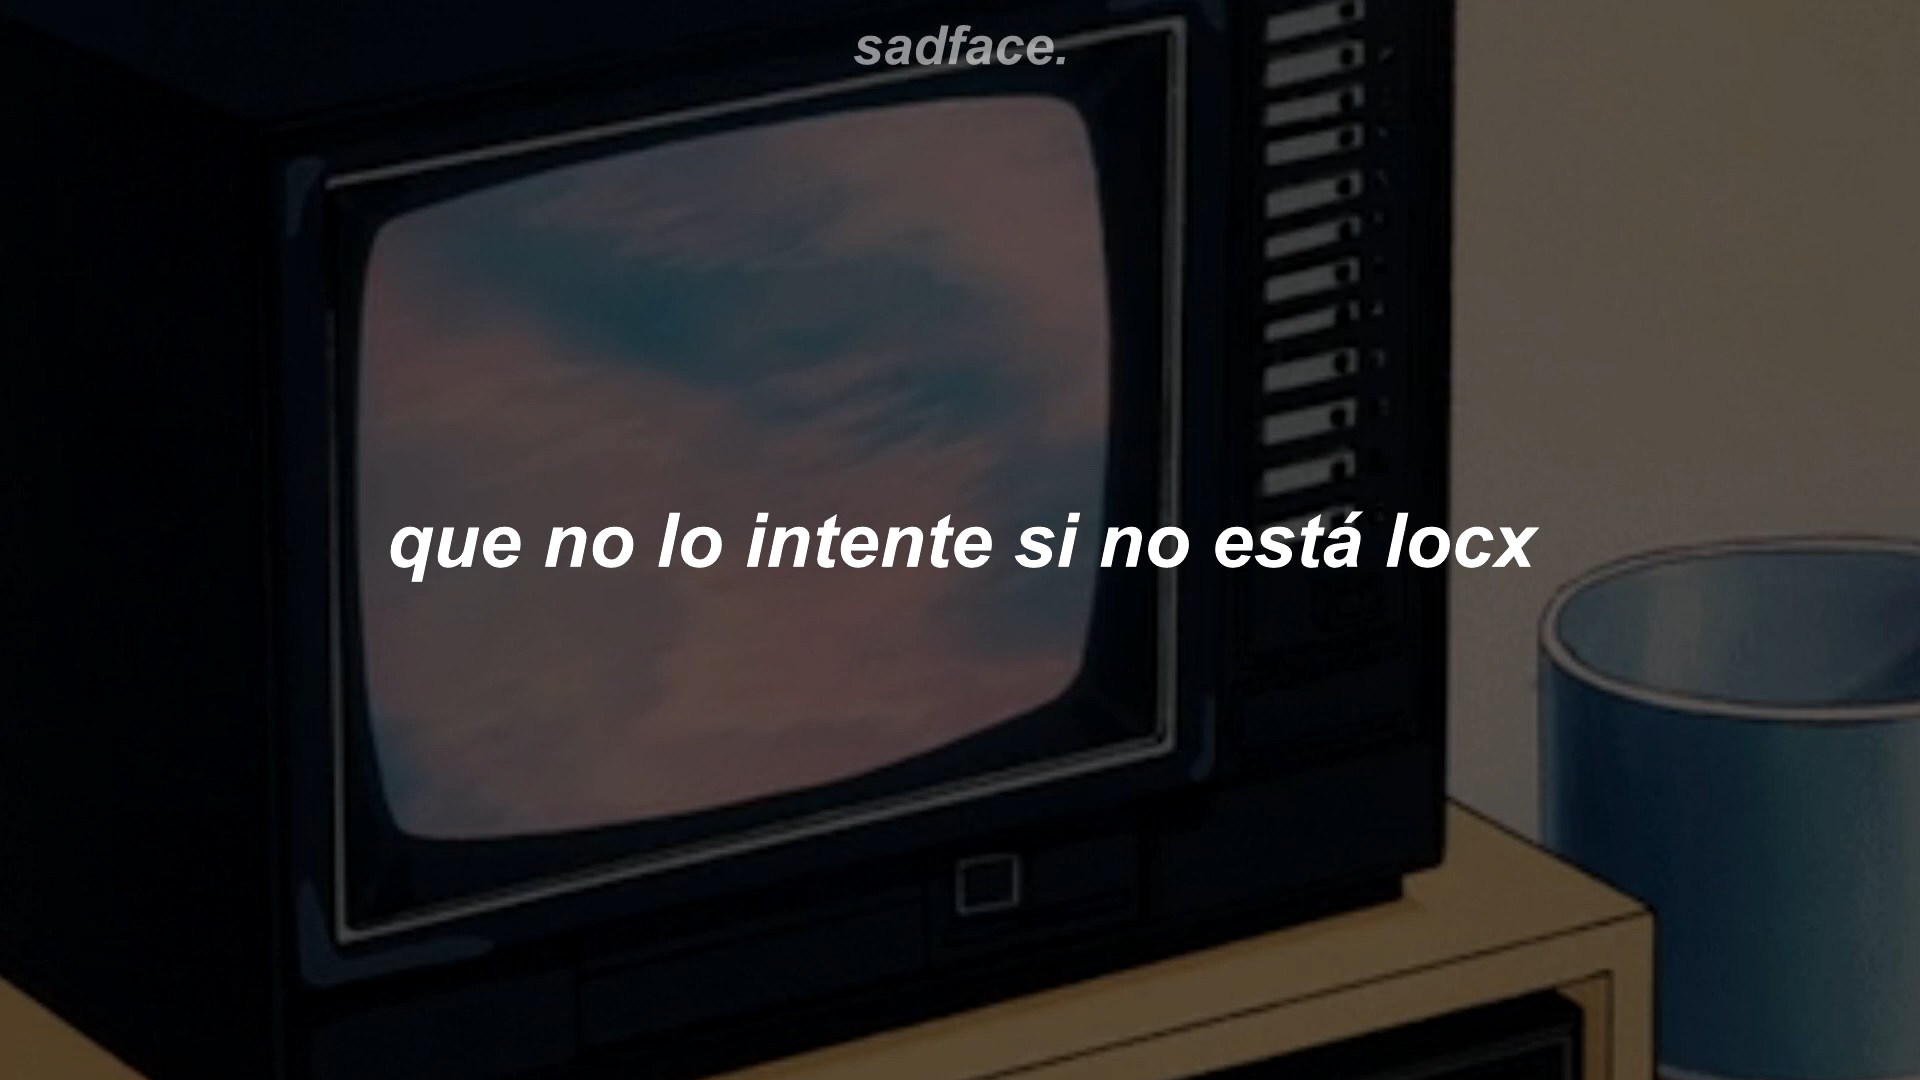 sadface.
que no lo intente si no está locx